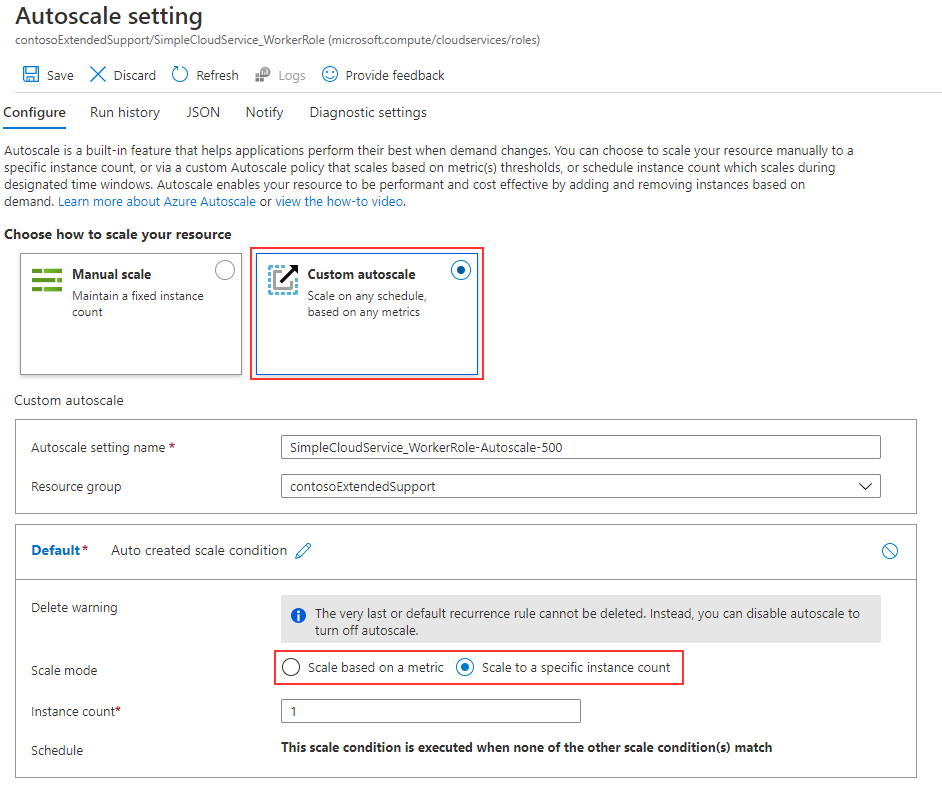 Autoscale setting
contosoExtendedSupport/SimpleCloudService_WorkerRole (microsoft.compute/cloudservices/roles)
Save Discard Refresh Logs Provide feedback
Configure Run history JSON Notify Diagnostic settings
Autoscale is a built-in feature that helps applications perform their best when demand changes. You can choose to scale your resource manually to a
specific instance count, or via a custom Autoscale policy that scales based on metric(s) thresholds, or schedule instance count which scales during
designated time windows. Autoscale enables your resource to be performant and cost effective by adding and removing instances based on
demand. Learn more about Azure Autoscale or view the how-to video.
Choose how to scale your resource
Manual scale
Maintain a fixed instance
count
Custom autoscale
Scale on any schedule,
based on any metrics
Custom autoscale
Autoscale setting name * SimpleCloudService_WorkerRole-Autoscale-500
Resource group contosoExtendedSupport
Default* Auto created scale condition
Delete warning
The very last or default recurrence rule cannot be deleted. Instead, you can disable autoscale to
turn off autoscale.
Scale mode Scale based on a metric Scale to a specific instance count
Instance count* 1
Schedule This scale condition is executed when none of the other scale condition(s) match